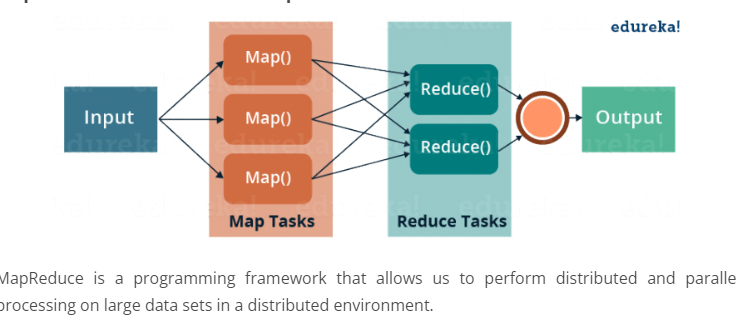 edureka!
Input
Map()
Map()
Map()
Map Tasks
Reduce()
Reduce()
Reduce Tasks
Output
MapReduce is a programming framework that allows us to perform distributed and paralle
processing on large data sets in a distributed environment.